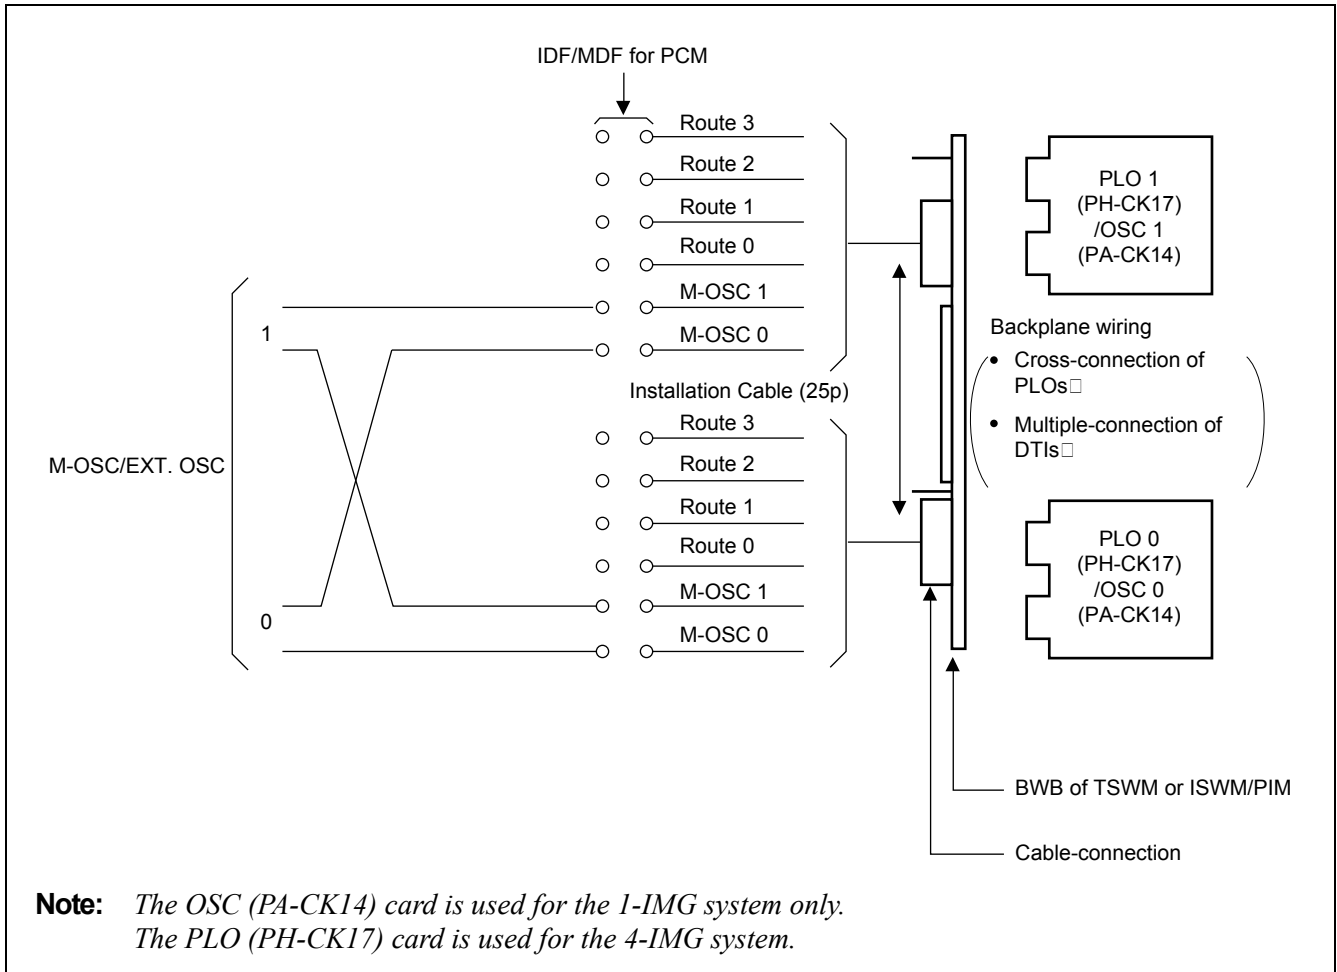 IDF/MDF for PCM
Route 3
Route 2
Route 1
Route 0
M-OSC 1
M-OSC 0
Installation Cable (25p)
Route 3
Route 2
Route 1
Route 0
M-OSC 1
M-OSC 0
1
M-OSC/EXT. OSC
0
PLO 1
(PH-CK17)
/OSC 1
(PA-CK14)
Backplane wiring
• Cross-connection of
PLOs□
• Multiple-connection of
DTIs□
PLO 0
(PH-CK17)
/OSC 0
(PA-CK14)
BWB of TSWM or ISWM/PIM
Cable-connection
Note: The OSC (PA-CK14) card is used for the 1-IMG system only.
The PLO (PH-CK17) card is used for the 4-IMG system.